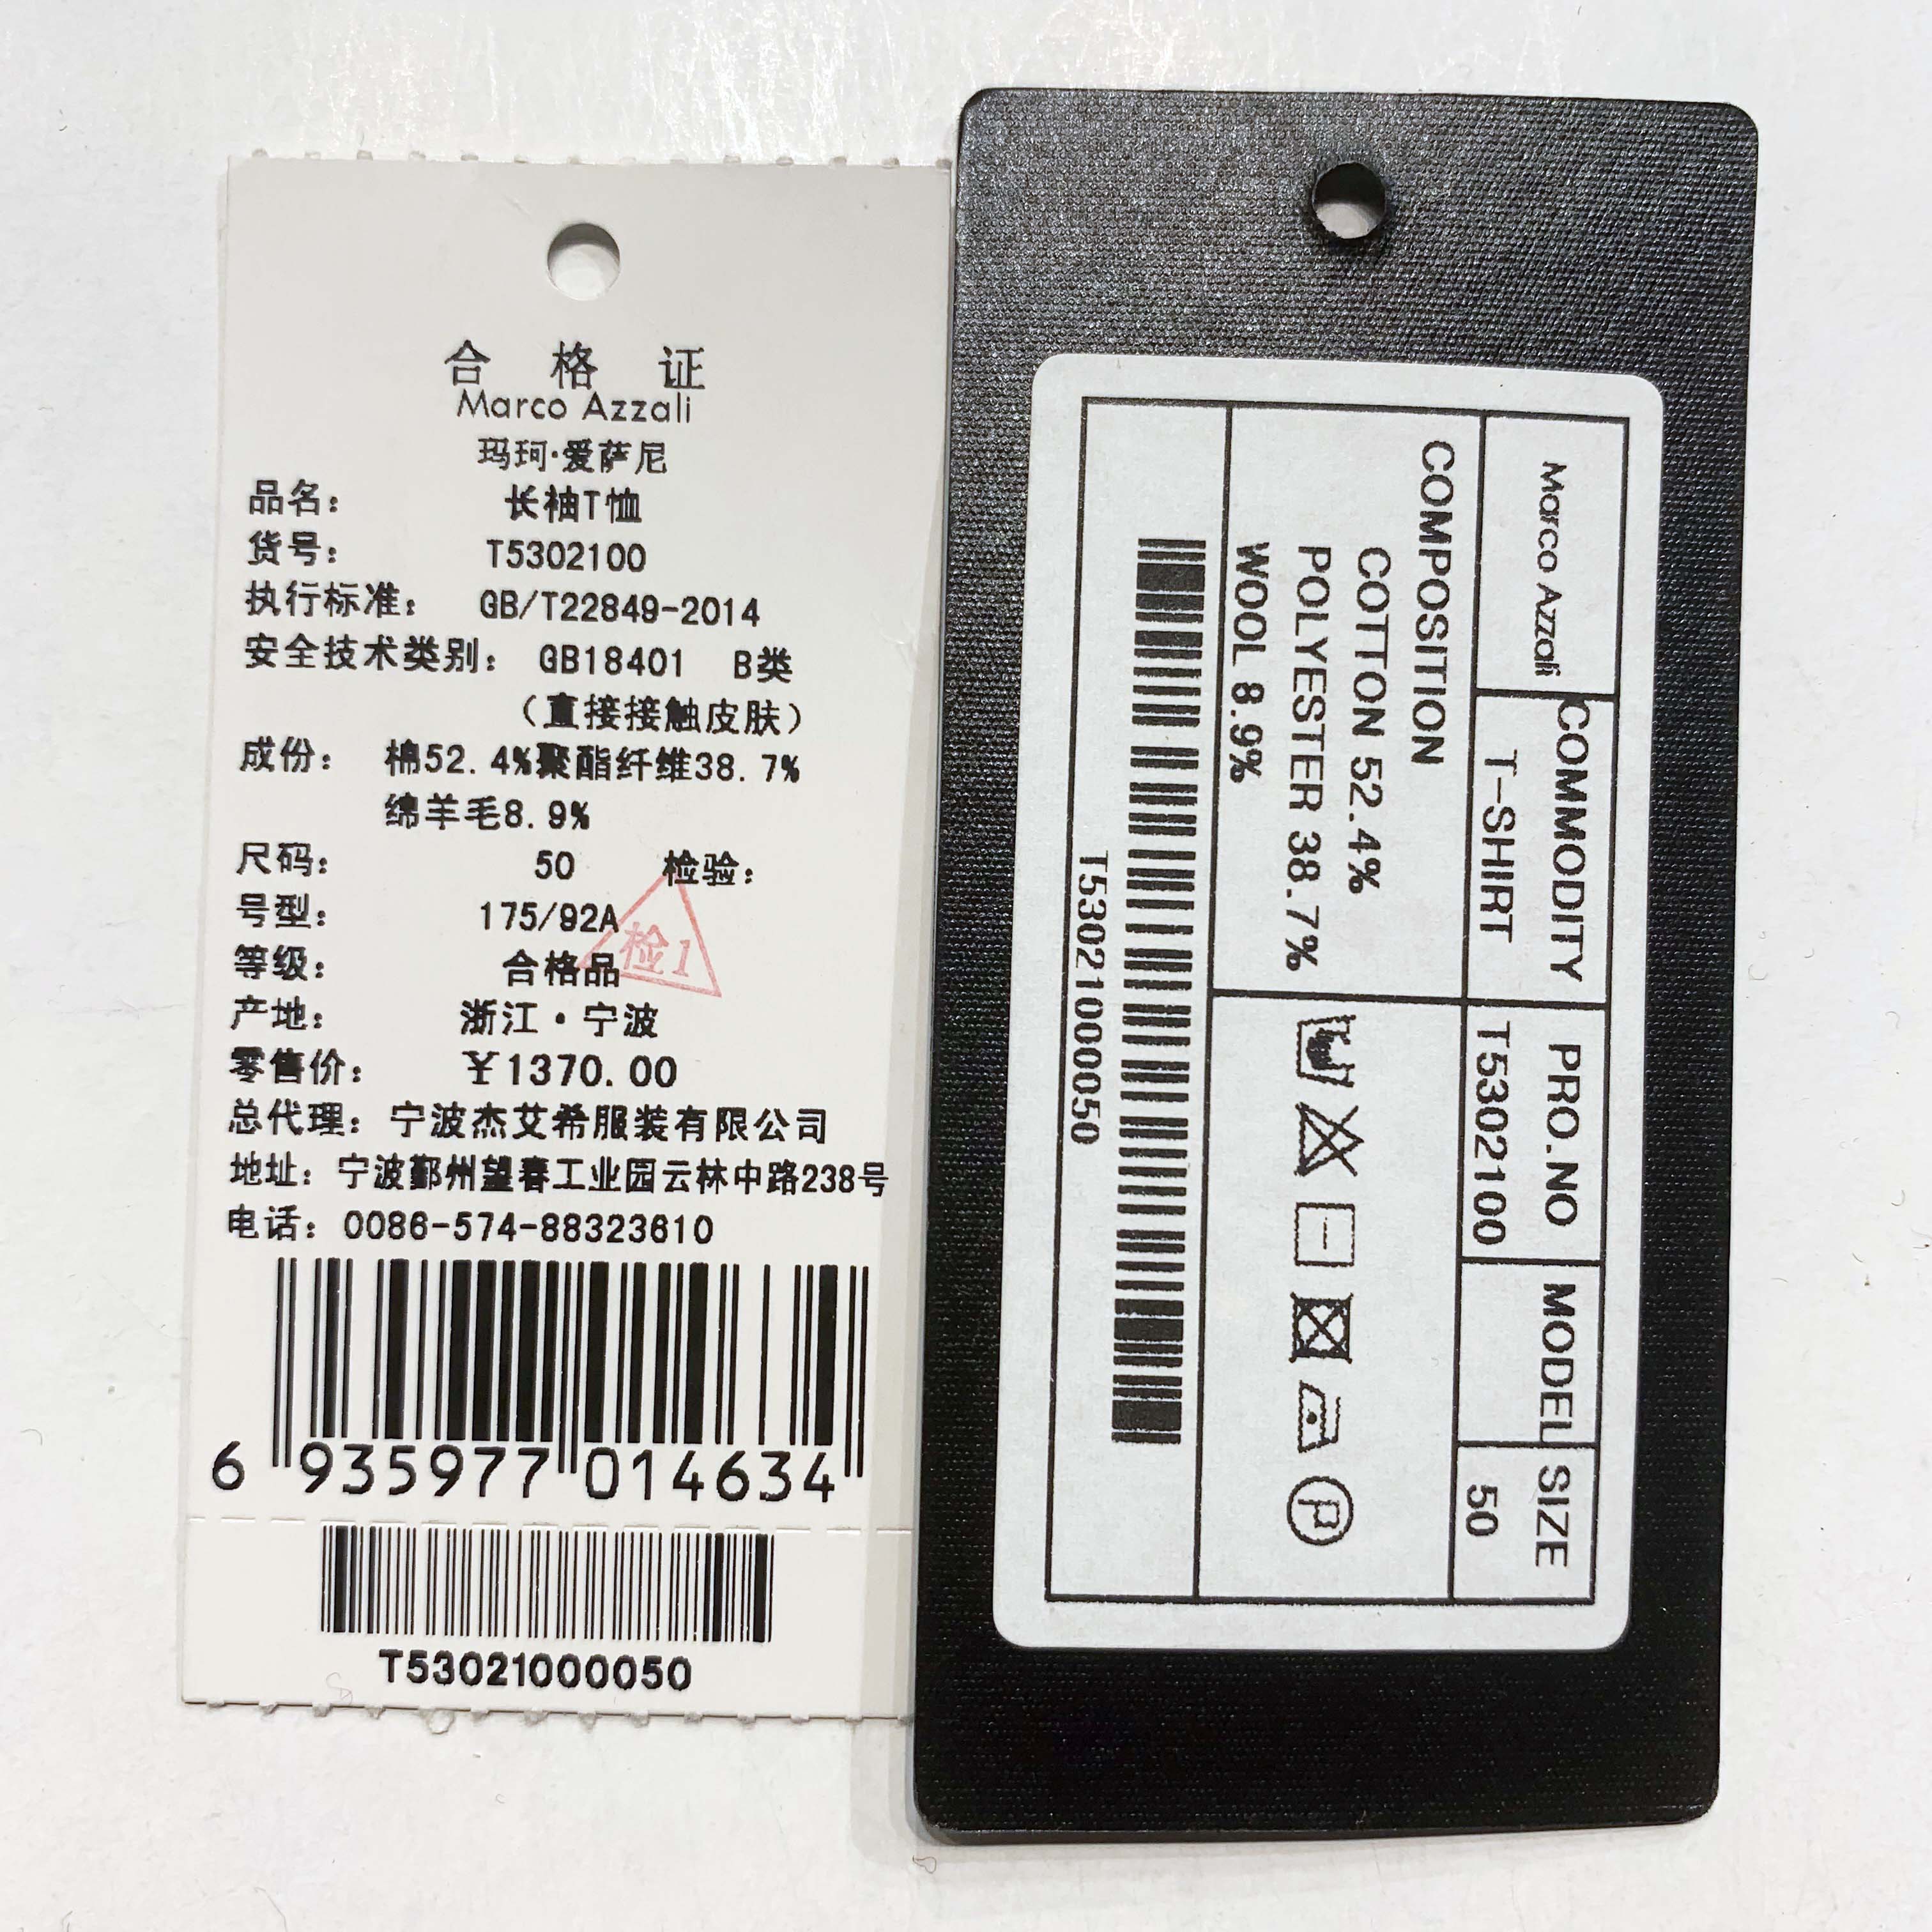 合格证
Marco Azzali
玛珂·爱萨尼
品名： 长袖T恤
货号： T5302100
执行标准： GB/T22849-2014
安全技术类别： GB18401 B类
（直接接触皮肤）
成份： 棉52.4%聚酯纤维38.7%
绵羊毛8.9%
尺码： 50 检验：
号型： 175/92A
检1
等级： 合格品
产地： 浙江·宁波
零售价： ¥1370.00
总代理： 宁波杰艾希服装有限公司
地址： 宁波鄞州望春工业园云林中路238号
电话： 0086-574-88323610
6 935977 014634
T53021000050
Marco Azzali
COMMODITY
T-SHIRT
PRO.NO
T5302100
MODEL
SIZE
50
COMPOSITION
COTTON 52.4%
POLYESTER 38.7%
WOOL 8.9%
P
T53021000050